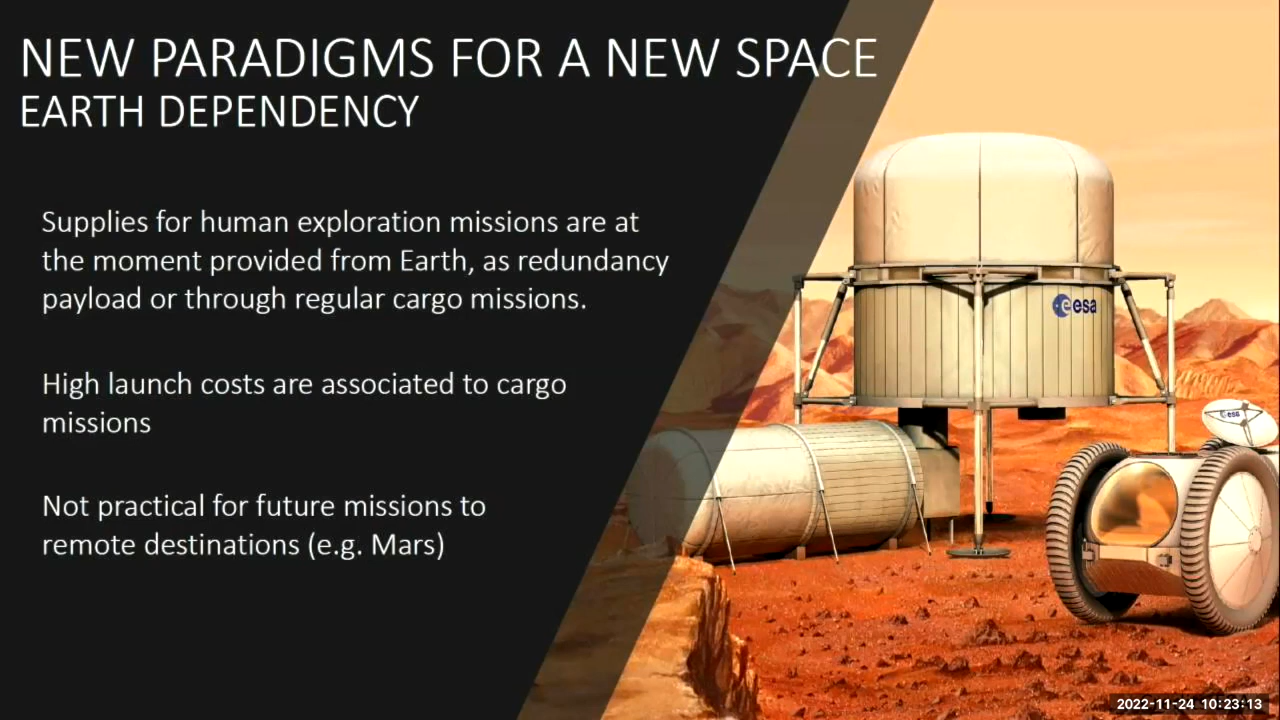 NEW PARADIGMS FOR A NEW SPACE
EARTH DEPENDENCY
Supplies for human exploration missions are at
the moment provided from Earth, as redundancy
payload or through regular cargo missions.
High launch costs are associated to cargo
missions
Not practical for future missions to
remote destinations (e.g. Mars)
esa
esa
2022-11-24 10:23:13